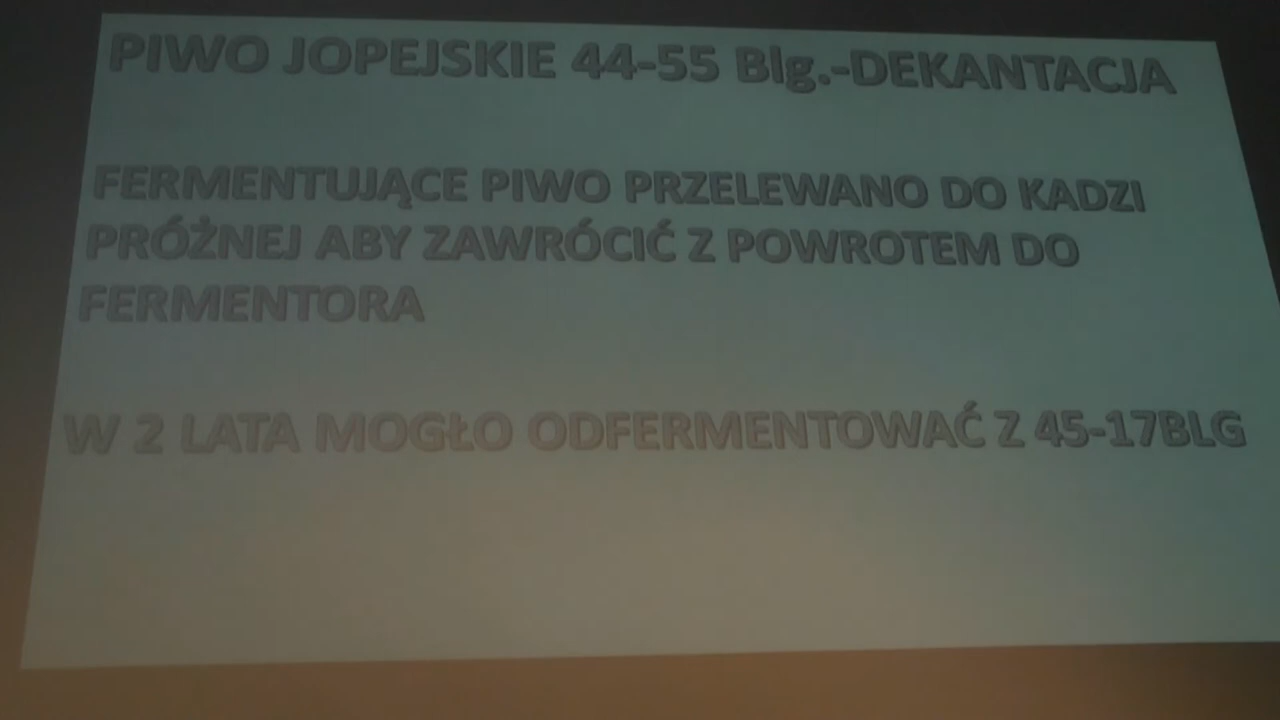 PIWO JOPEJSKIE 44-55 Blg.-DEKANTACJA
FERMENTUJĄCE PIWO PRZELEWANO DO KADZI
PRÓŻNEJ ABY ZAWRÓCIĆ Z POWROTEM DO
FERMENTORA
W 2 LATA MOGŁO ODFERMENTOWAĆ Z 45-17BLG